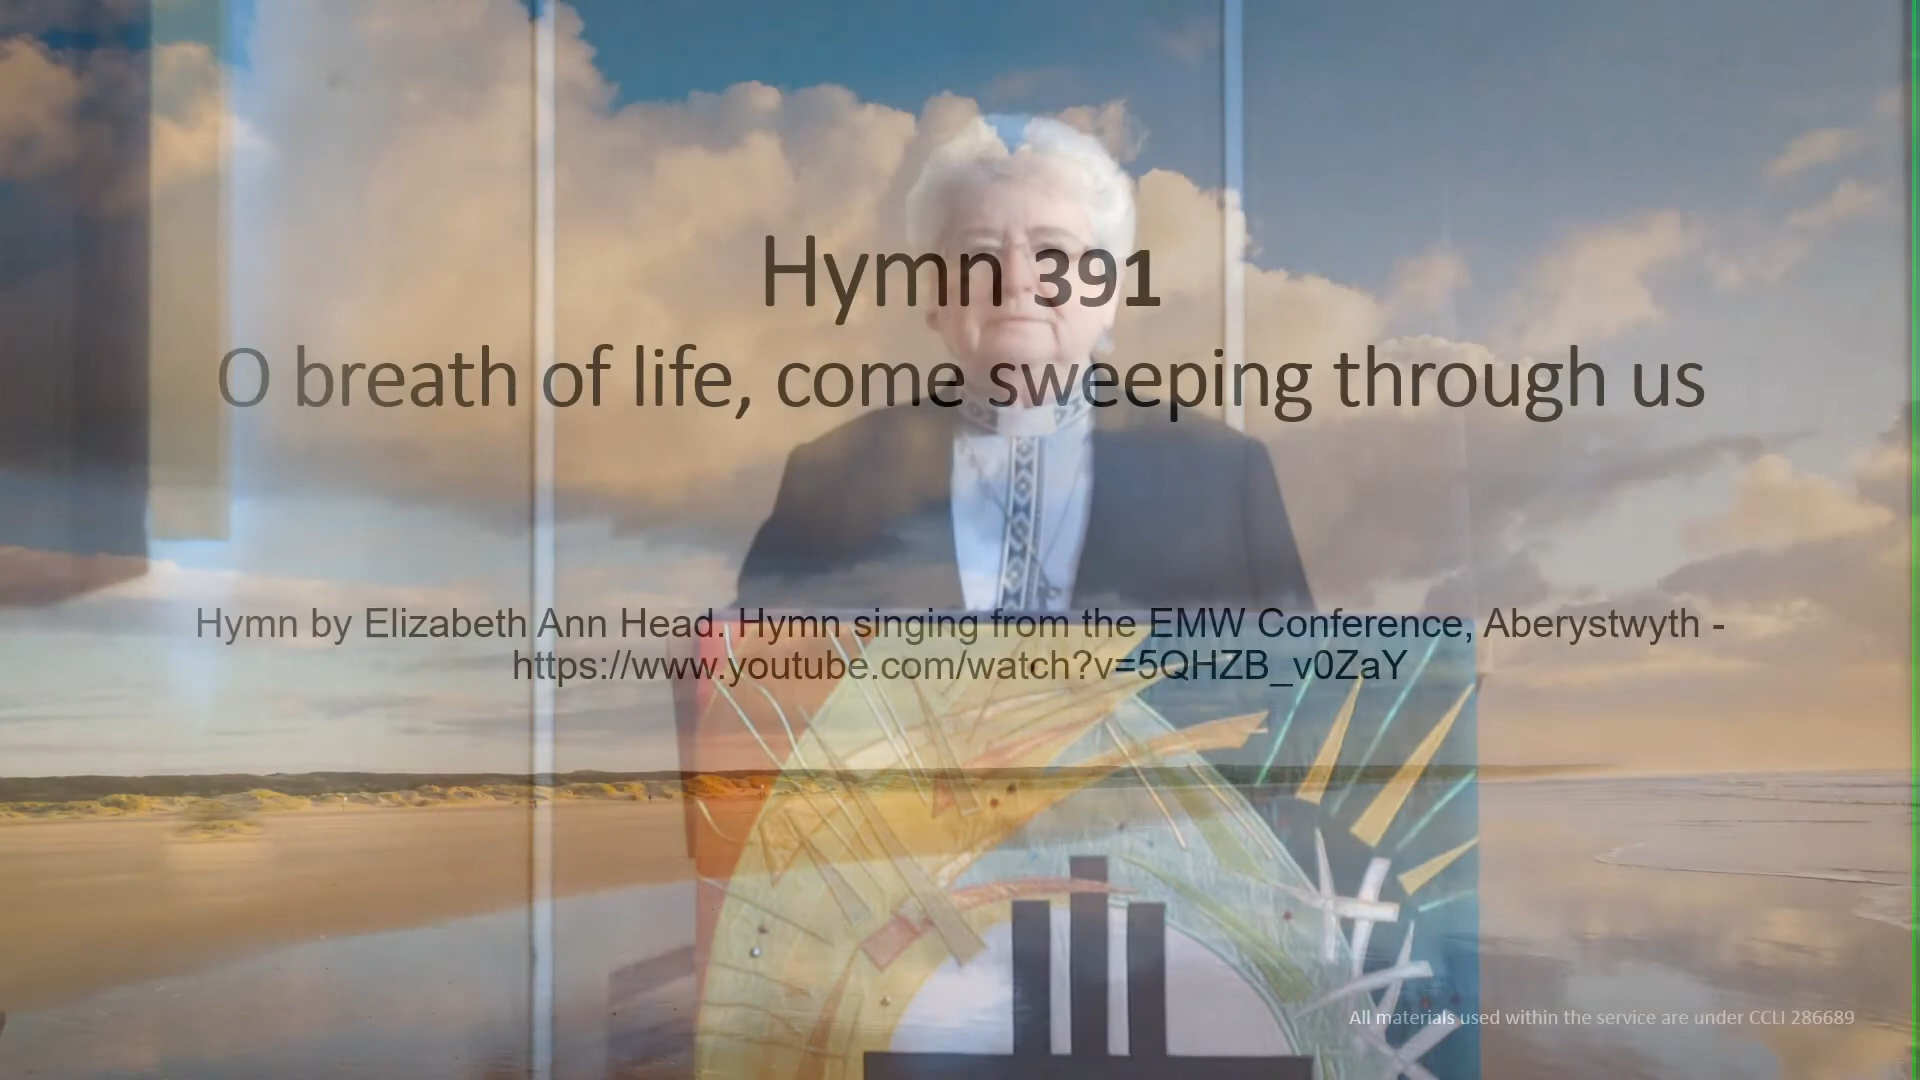 Hymn 391
O breath of life, come sweeping through us
Hymn by Elizabeth Ann Head. Hymn singing from the EMW Conference, Aberystwyth -
https://www.youtube.com/watch?v=5QHZB_v0ZaY
All materials used within the service are under CCLI 286689